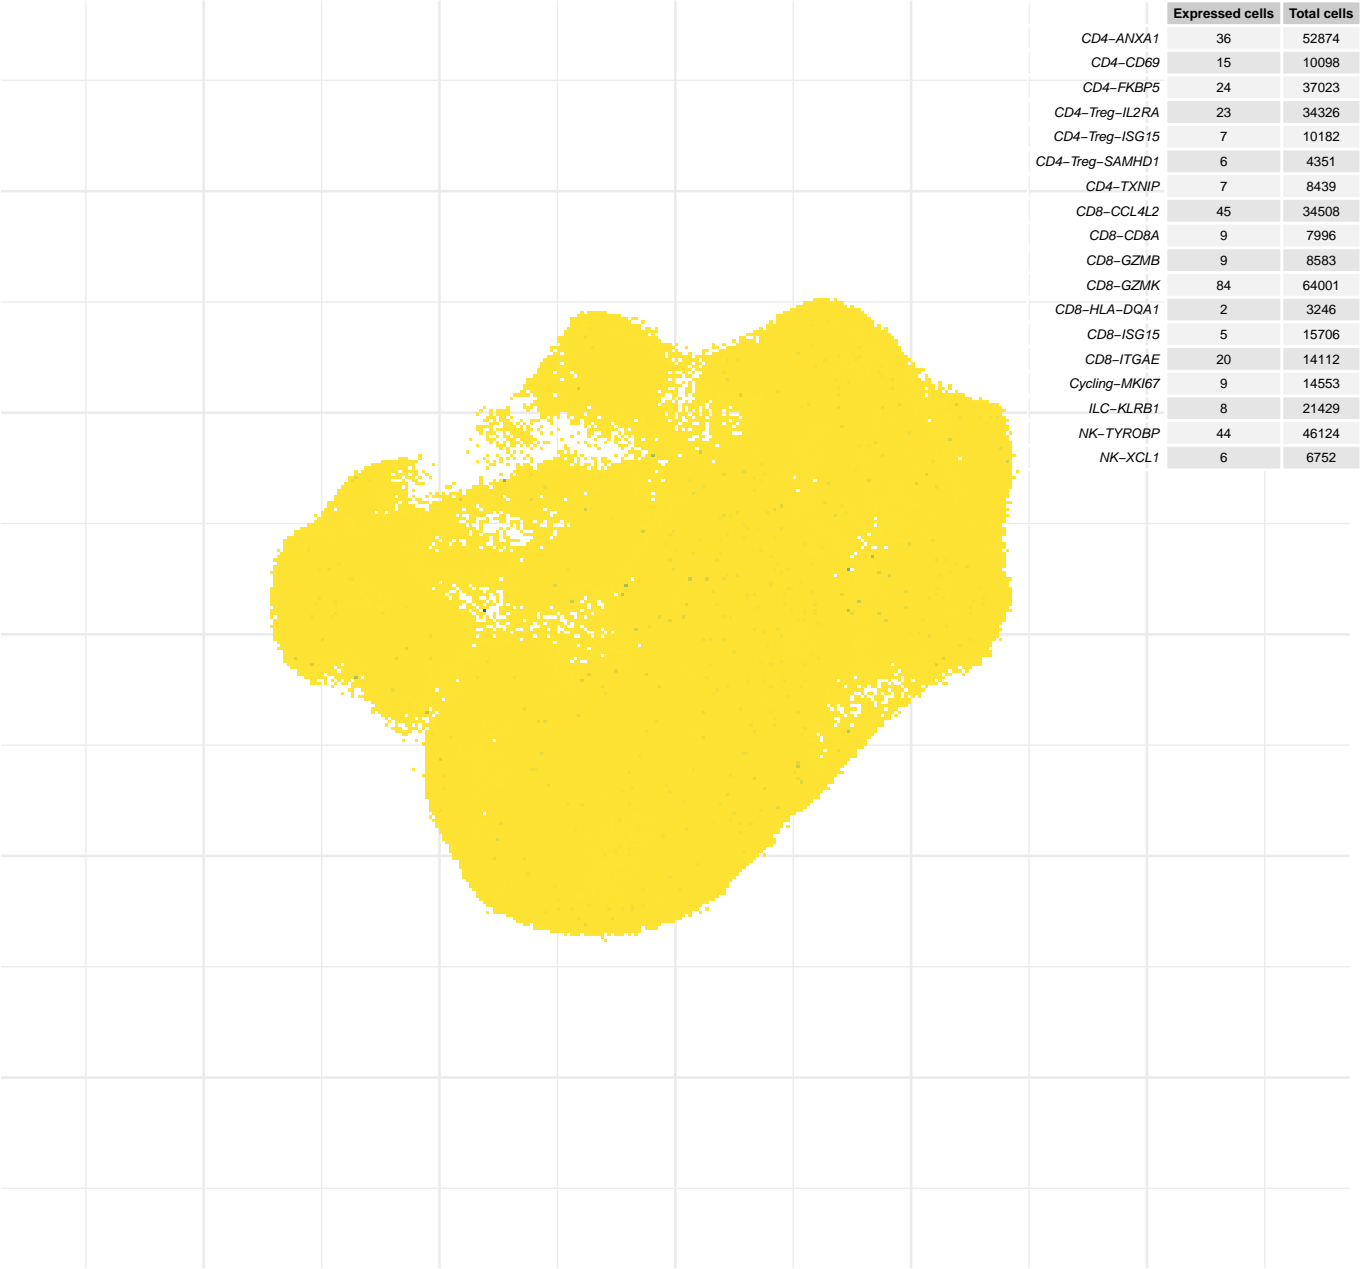 Expressed cells Total cells
CD4−ANXA1 36 52874
CD4−CD69 15 10098
CD4−FKBP5 24 37023
CD4−Treg−IL2RA 23 34326
CD4−Treg−ISG15 7 10182
CD4−Treg−SAMHD1 6 4351
CD4−TXNIP 7 8439
CD8−CCL4L2 45 34508
CD8−CD8A 9 7996
CD8−GZMB 9 8583
CD8−GZMK 84 64001
CD8−HLA−DQA1 2 3246
CD8−ISG15 5 15706
CD8−ITGAE 20 14112
Cycling−MKI67 9 14553
ILC−KLRB1 8 21429
NK−TYROBP 44 46124
NK−XCL1 6 6752